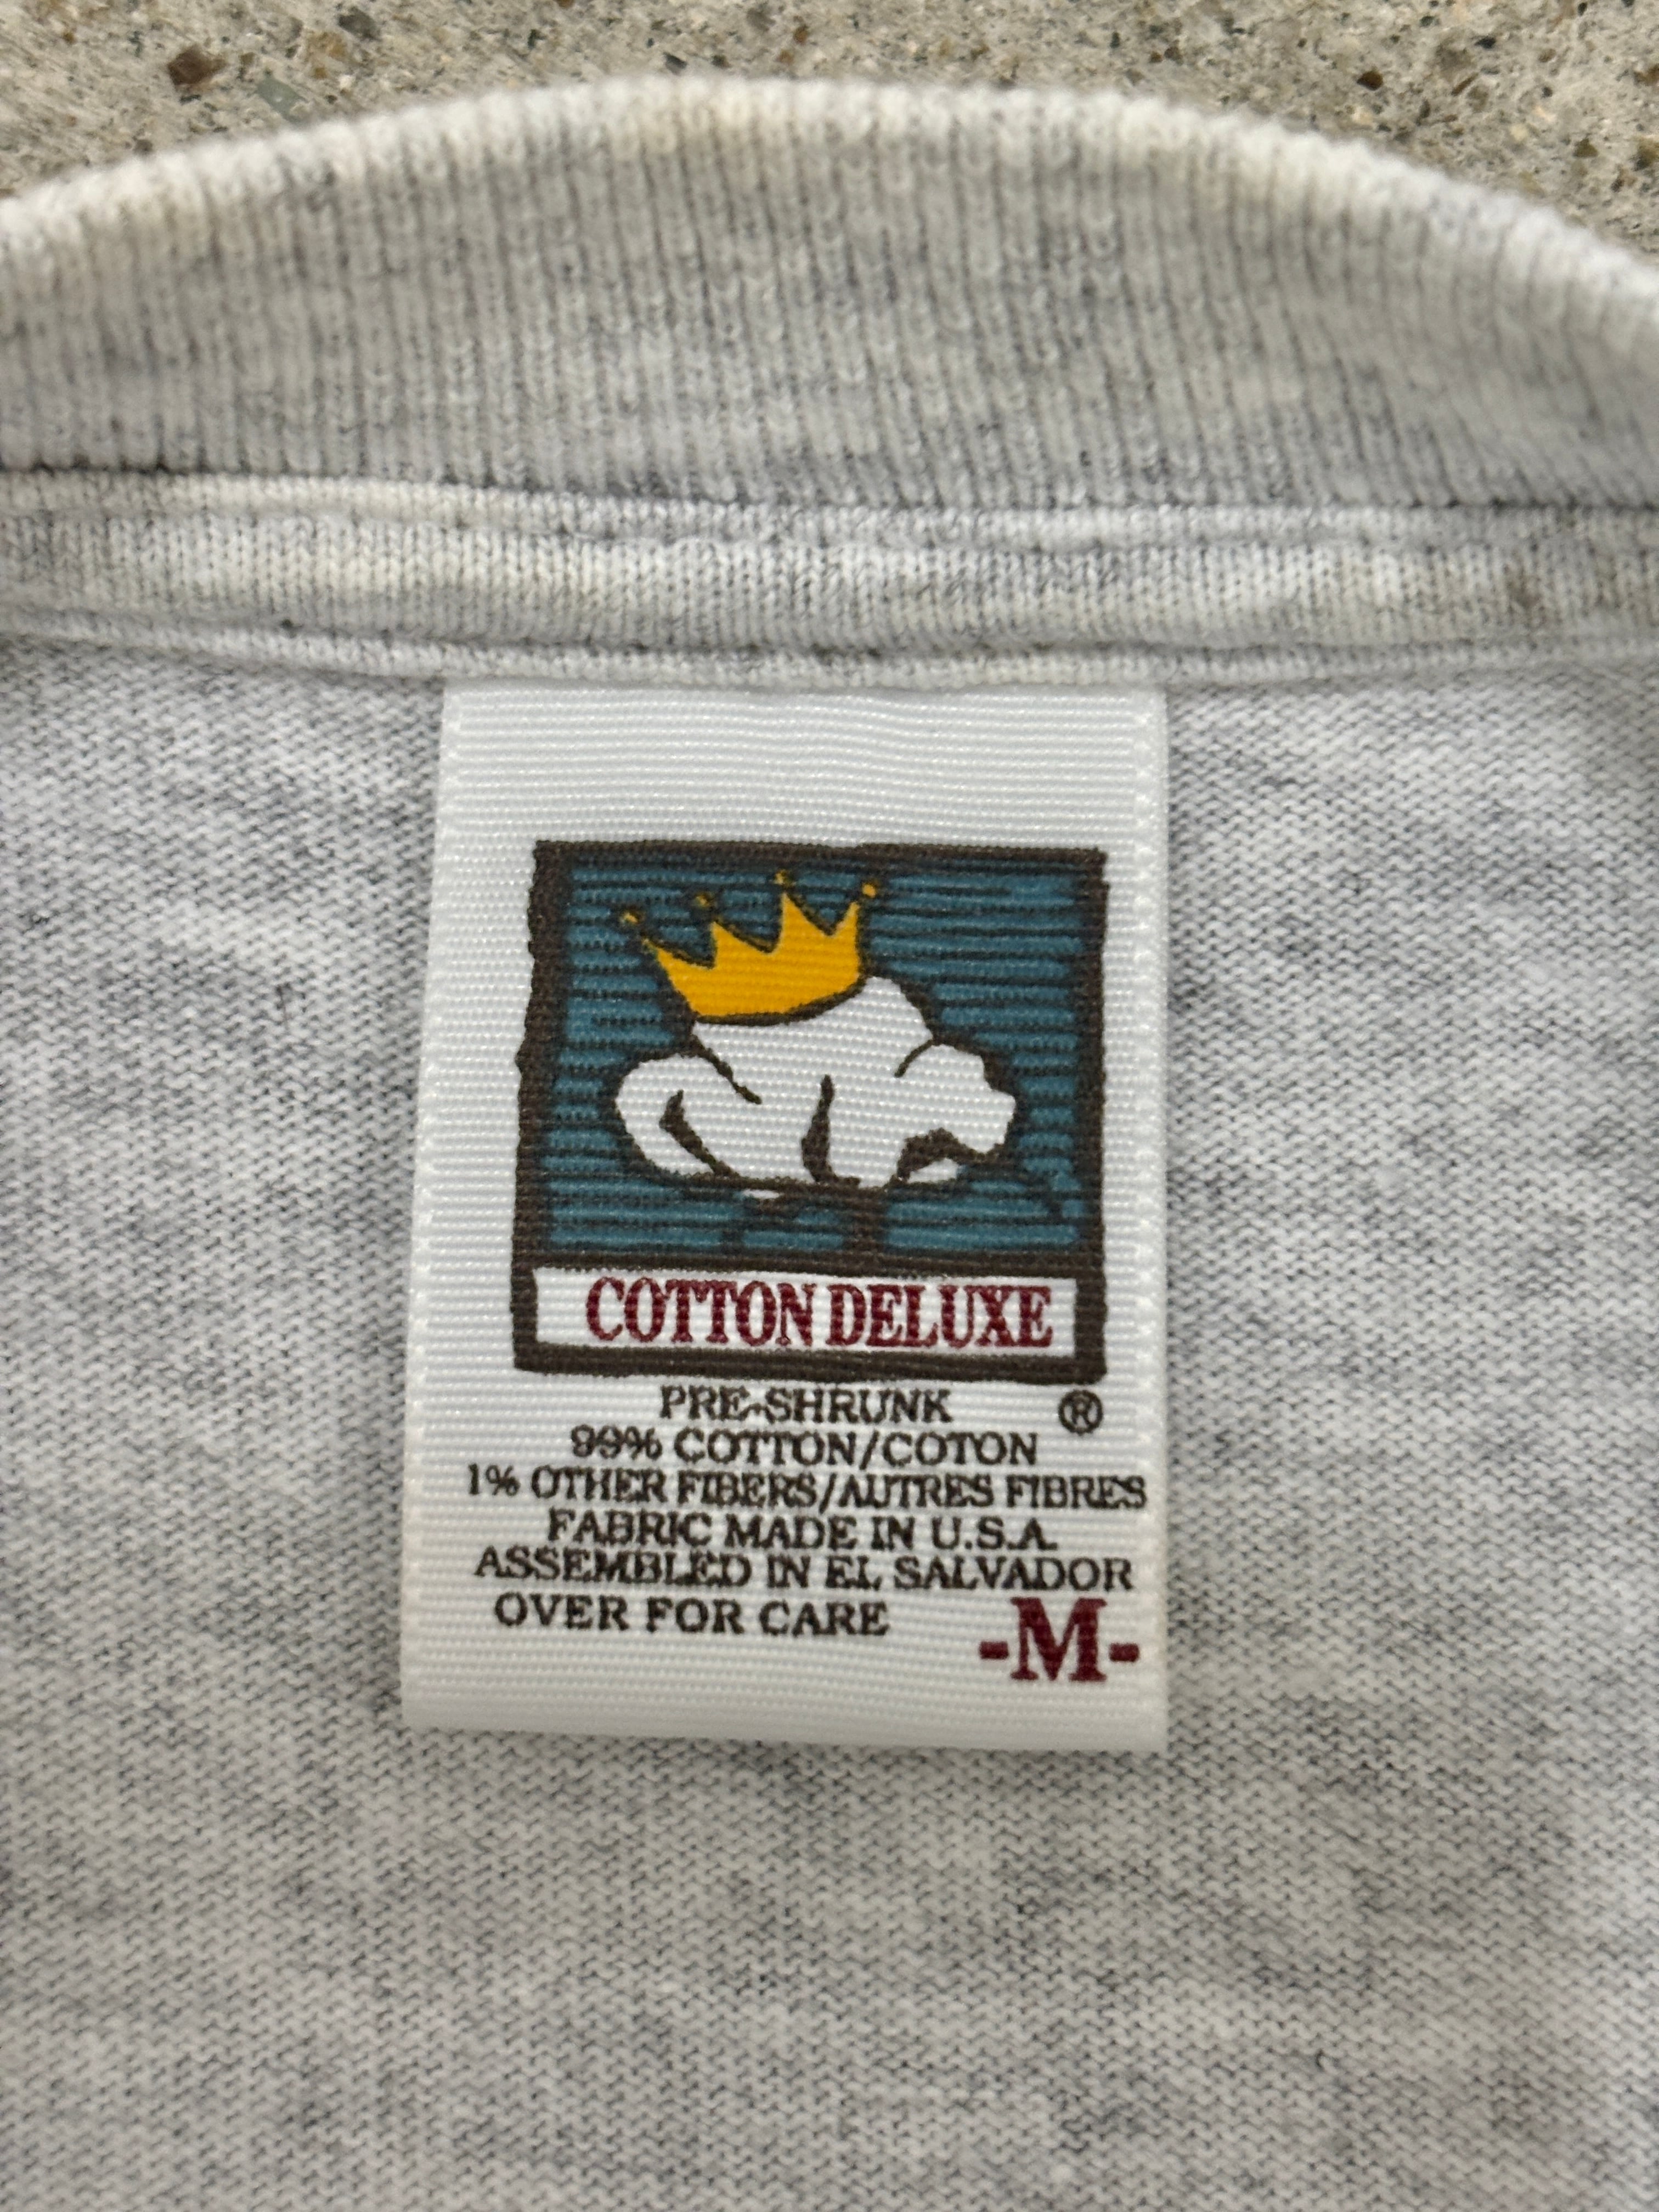 COTTON DELUXE
PRE-SHRUNK ®
99% COTTON/COTON
1% OTHER FIBERS/AUTRES FIBRES
FABRIC MADE IN U.S.A.
ASSEMBLED IN EL SALVADOR
OVER FOR CARE
-M-